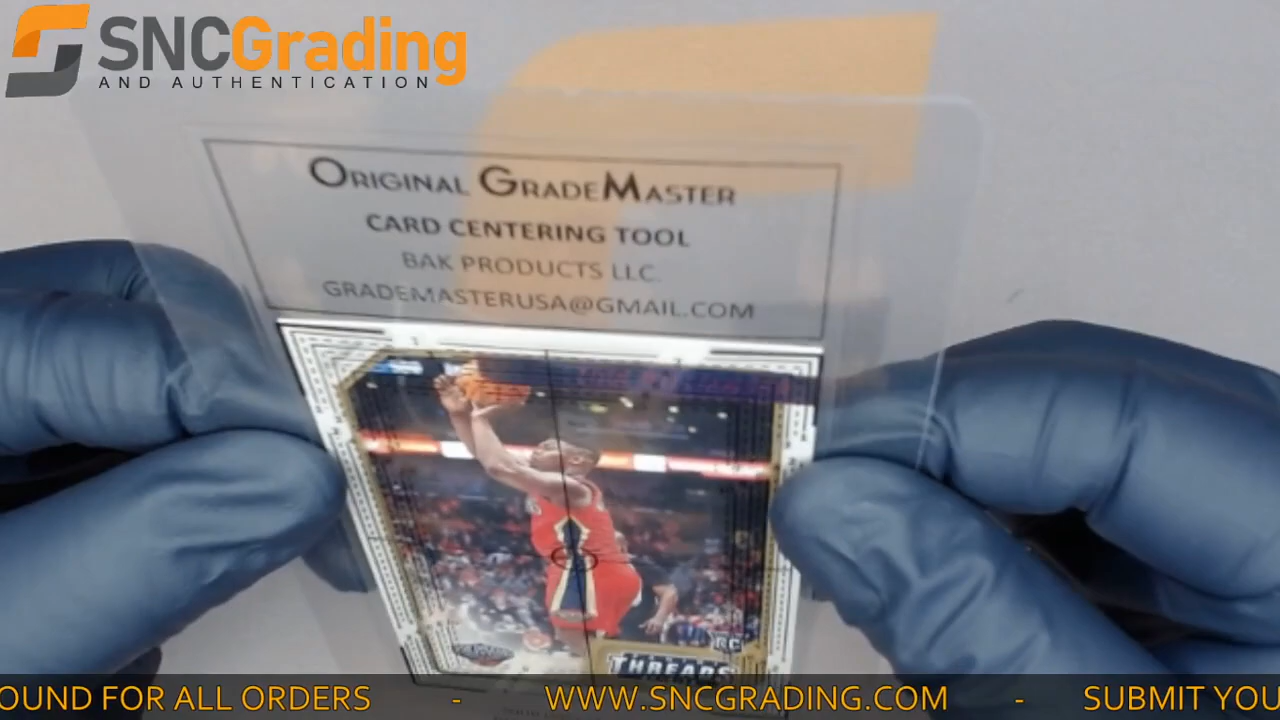 SNCGrading
AND AUTHENTICATION
ORIGINAL GRADEMASTER
CARD CENTERING TOOL
BAK PRODUCTS LLC.
GRADEMASTERUSA@GMAIL.COM
RC
THREADS
OUND FOR ALL ORDERS - WWW.SNCGRADING.COM - SUBMIT YOU